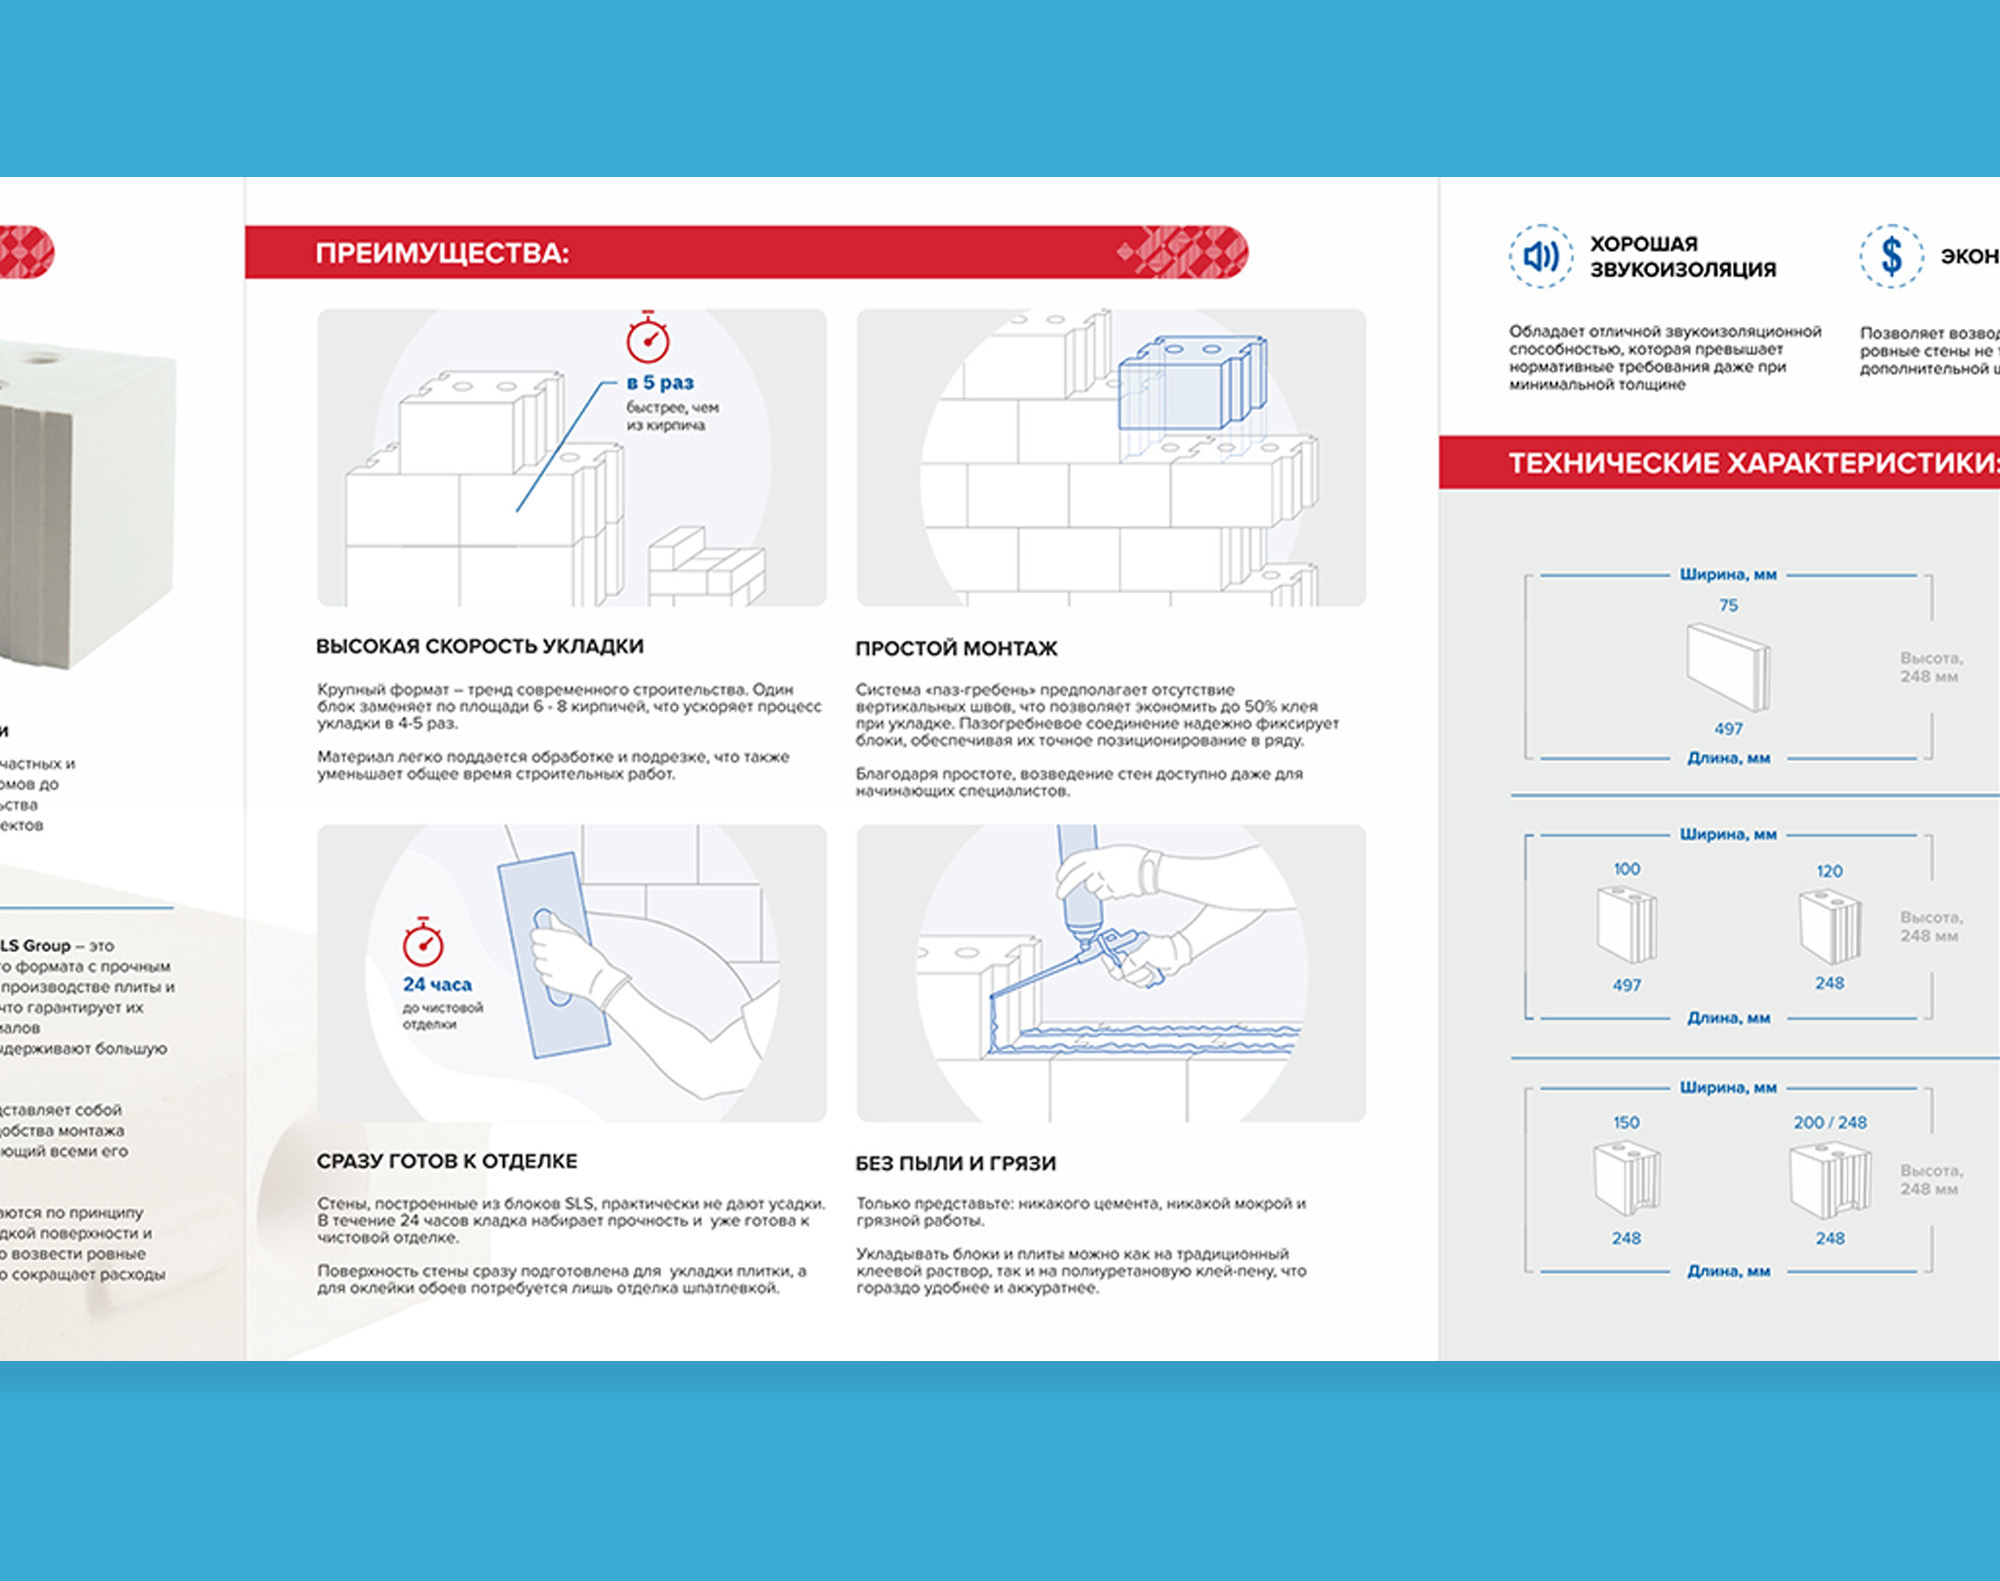 и
частных и
омов до
ьства
ектов
LS Group – это
о формата с прочным
производстве плиты и
что гарантирует их
иалов
ыдерживают большую
дставляет собой
добства монтажа
ющий всеми его
аются по принципу
дкой поверхности и
о возвести ровные
о сокращает расходы
ПРЕИМУЩЕСТВА:
в 5 раз
быстрее, чем
из кирпича
ВЫСОКАЯ СКОРОСТЬ УКЛАДКИ
Крупный формат – тренд современного строительства. Один
блок заменяет по площади 6 - 8 кирпичей, что ускоряет процесс
укладки в 4-5 раз.
Материал легко поддается обработке и подрезке, что также
уменьшает общее время строительных работ.
ПРОСТОЙ МОНТАЖ
Система «паз-гребень» предполагает отсутствие
вертикальных швов, что позволяет экономить до 50% клея
при укладке. Пазогребневое соединение надежно фиксирует
блоки, обеспечивая их точное позиционирование в ряду.
Благодаря простоте, возведение стен доступно даже для
начинающих специалистов.
24 часа
до чистовой
отделки
СРАЗУ ГОТОВ К ОТДЕЛКЕ
Стены, построенные из блоков SLS, практически не дают усадки.
В течение 24 часов кладка набирает прочность и уже готова к
чистовой отделке.
Поверхность стены сразу подготовлена для укладки плитки, а
для оклейки обоев потребуется лишь отделка шпатлевкой.
БЕЗ ПЫЛИ И ГРЯЗИ
Только представьте: никакого цемента, никакой мокрой и
грязной работы.
Укладывать блоки и плиты можно как на традиционный
клеевой раствор, так и на полиуретановую клей-пену, что
гораздо удобнее и аккуратнее.
ХОРОШАЯ
ЗВУКОИЗОЛЯЦИЯ
Обладает отличной звукоизоляционной
способностью, которая превышает
нормативные требования даже при
минимальной толщине
$
ЭКОН
Позволяет возвод
ровные стены не т
дополнительной ш
ТЕХНИЧЕСКИЕ ХАРАКТЕРИСТИКИ:
Ширина, мм
75
Высота,
248 мм
497
Длина, мм
Ширина, мм
100 120
Высота,
248 мм
497 248
Длина, мм
Ширина, мм
150 200 / 248
Высота,
248 мм
248 248
Длина, мм